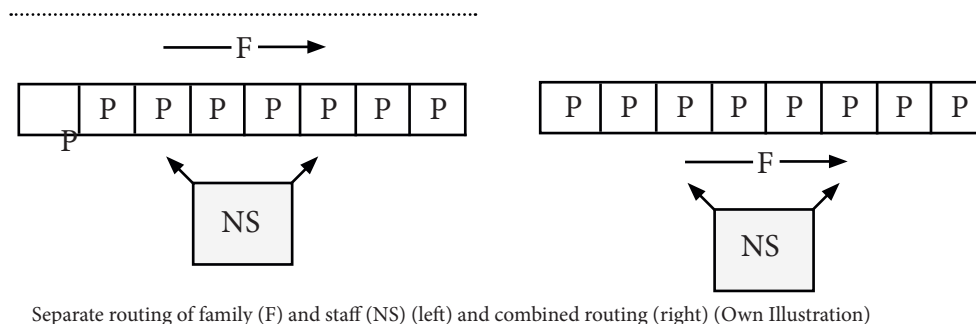 F
P P P P P P P
P
NS
P P P P P P P P
F
NS
Separate routing of family (F) and staff (NS) (left) and combined routing (right) (Own Illustration)